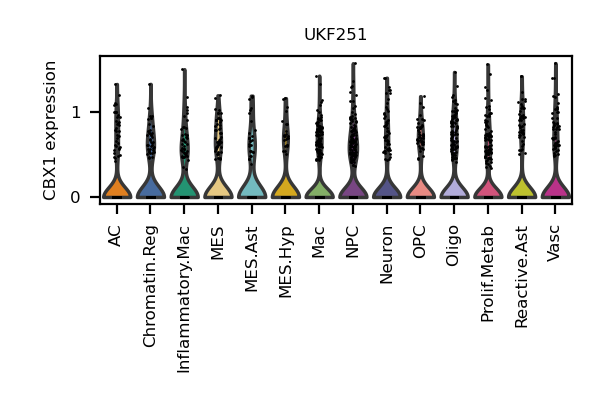 UKF251
CBX1 expression
1
0
AC
Chromatin.Reg
Inflammatory.Mac
MES
MES.Ast
MES.Hyp
Mac
NPC
Neuron
OPC
Oligo
Prolif.Metab
Reactive.Ast
Vasc